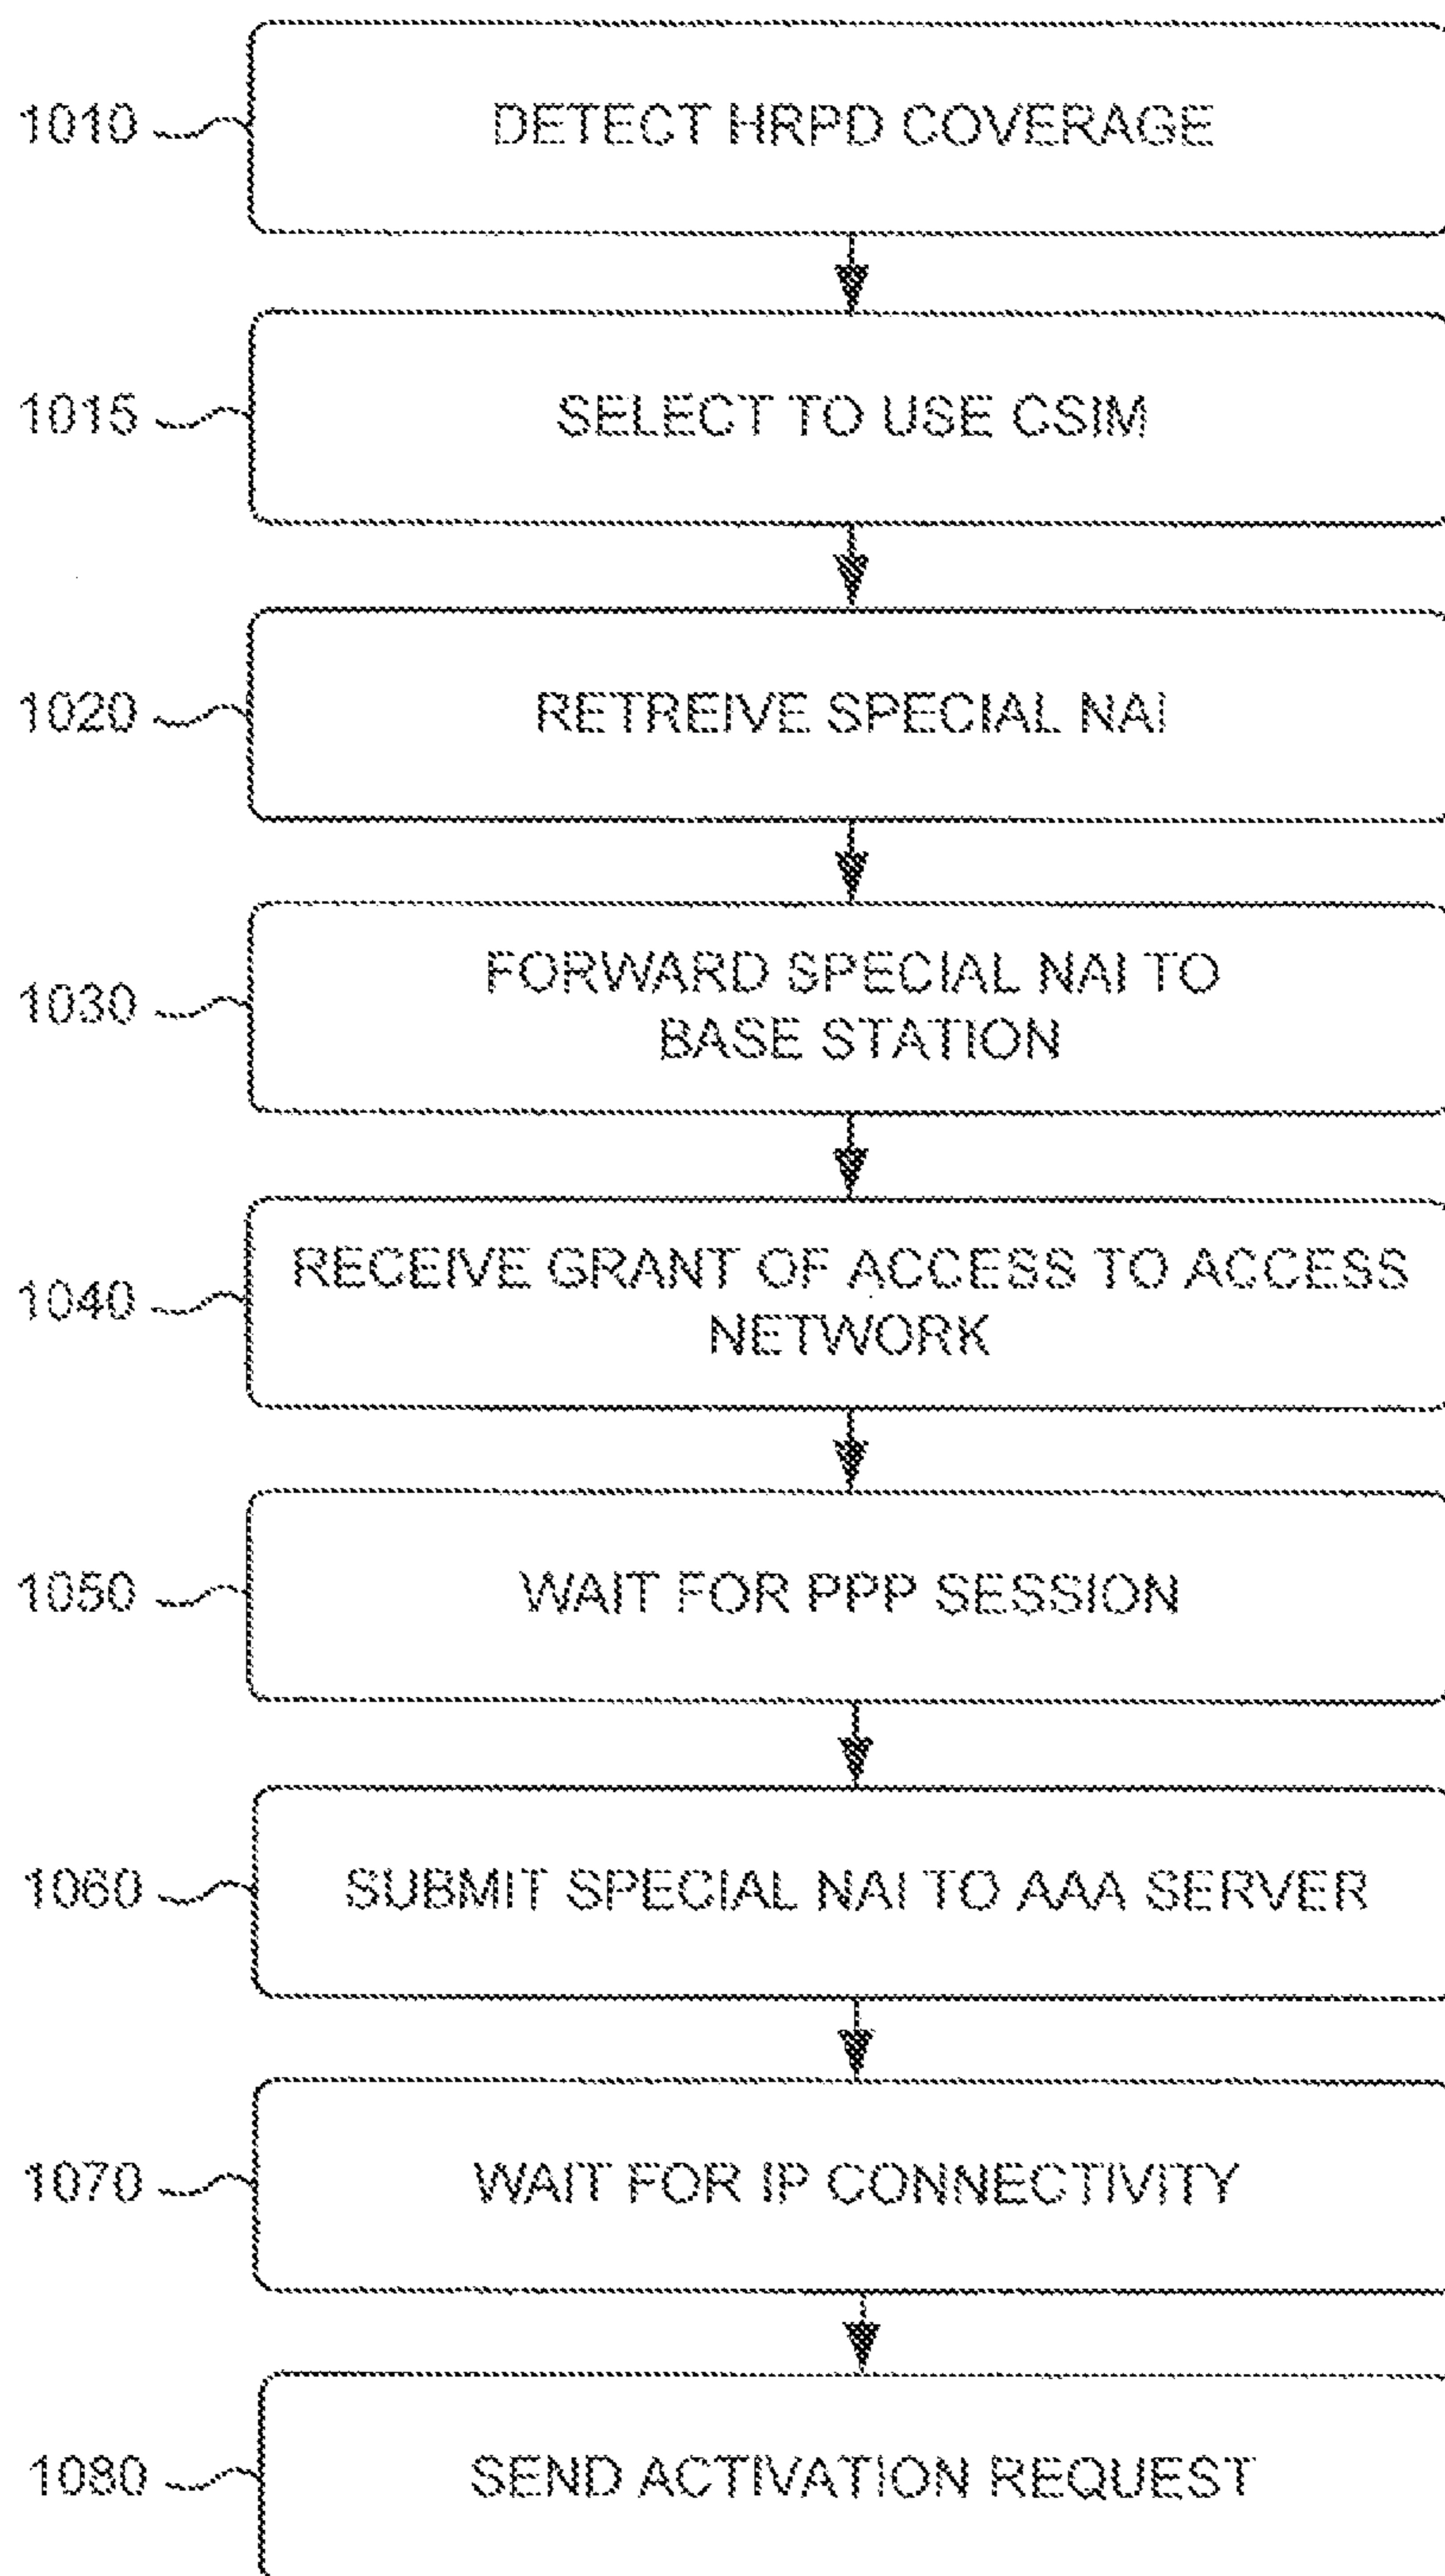 1010
DETECT HRPD COVERAGE
1015
SELECT TO USE CSIM
1020
RETREIVE SPECIAL NAI
1030
FORWARD SPECIAL NAI TO
BASE STATION
1040
RECEIVE GRANT OF ACCESS TO ACCESS
NETWORK
1050
WAIT FOR PPP SESSION
1060
SUBMIT SPECIAL NAI TO AAA SERVER
1070
WAIT FOR IP CONNECTIVITY
1080
SEND ACTIVATION REQUEST